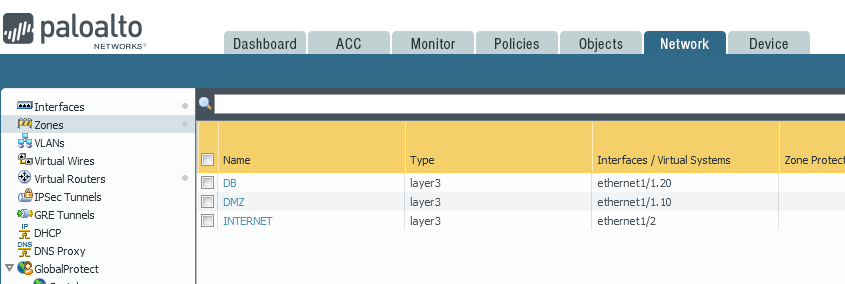 paloalto
NETWORKS®
Dashboard ACC Monitor Policies Objects Network Device
Interfaces
Zones
VLANs
Virtual Wires
Virtual Routers
IPSec Tunnels
GRE Tunnels
IP
DHCP
DNS
DNS Proxy
GlobalProtect
Name Type Interfaces / Virtual Systems Zone Protect
DB layer3 ethernet1/1.20
DMZ layer3 ethernet1/1.10
INTERNET layer3 ethernet1/2